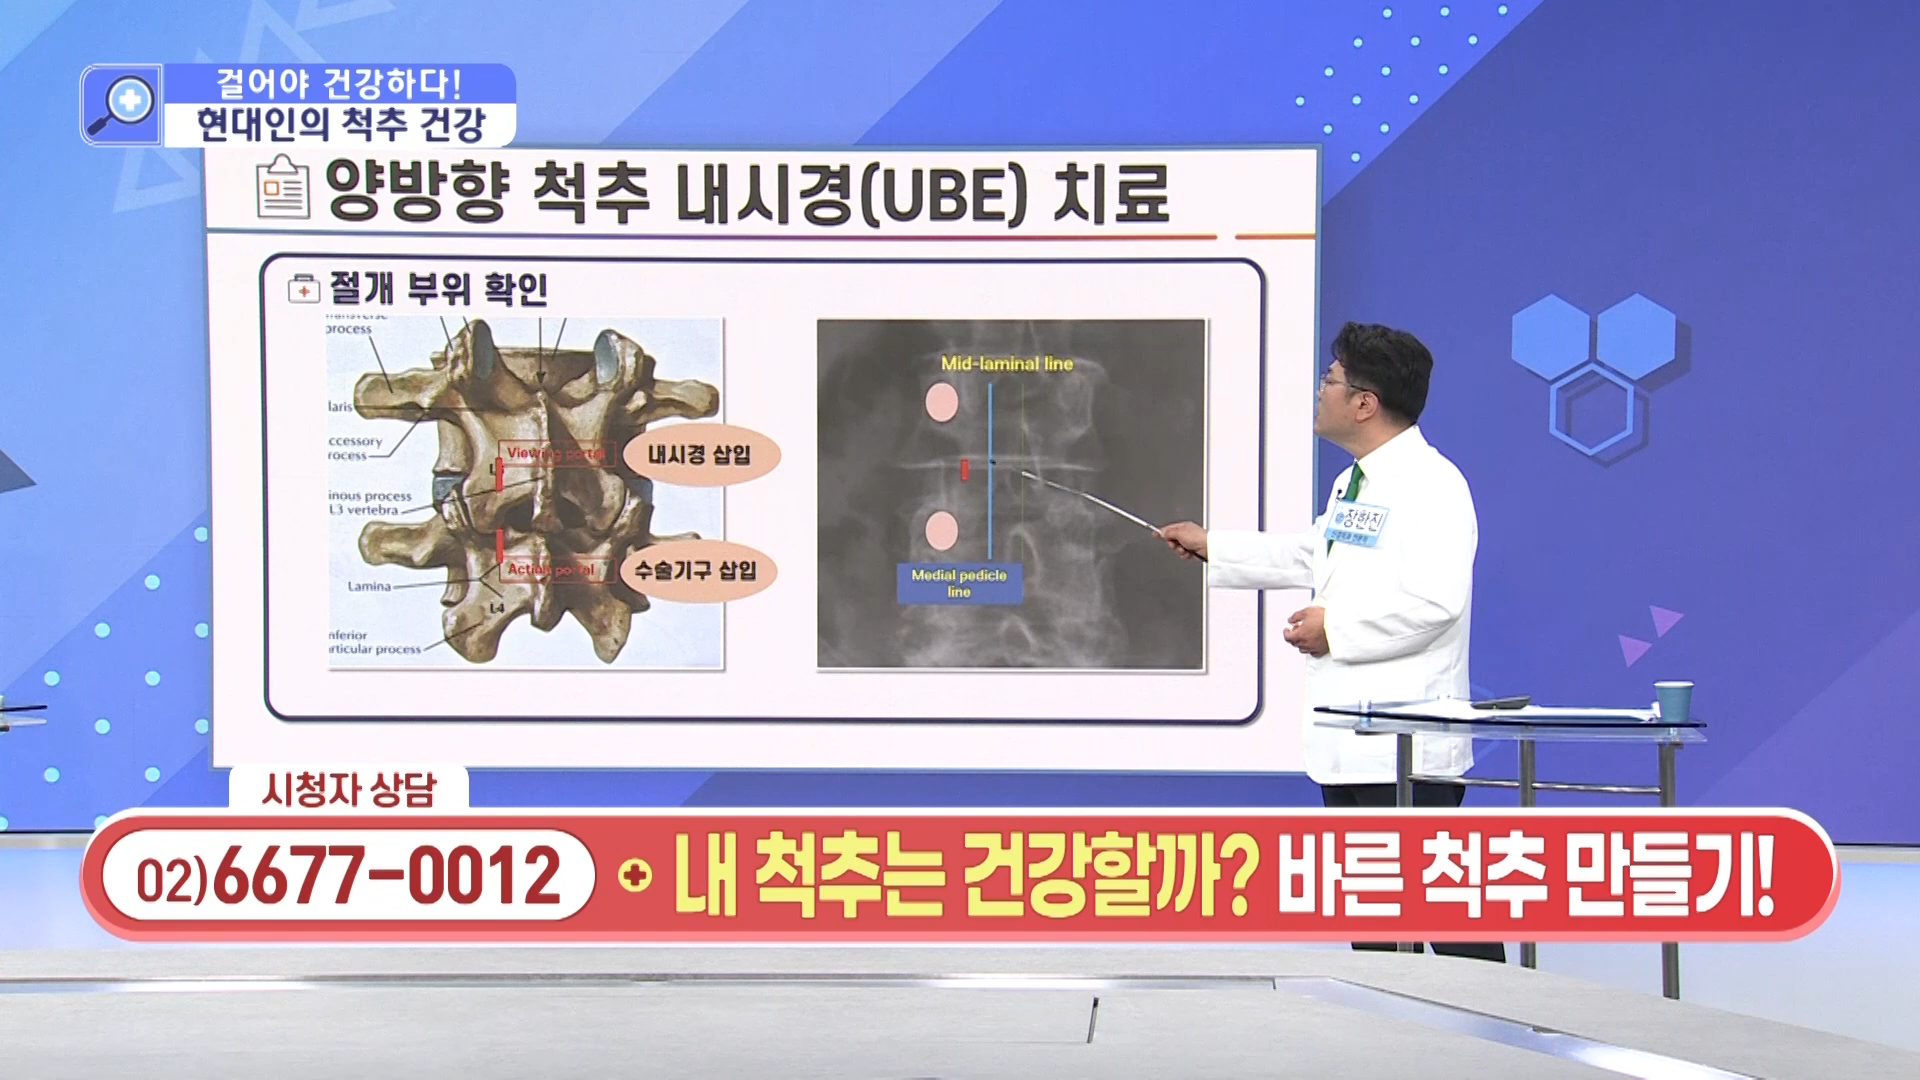 걸어야 건강하다!
현대인의 척추 건강
양방향 척추 내시경(UBE) 치료
절개 부위 확인
process
laris
ccessory
rocess
Viewing portal
내시경 삽입
inous process
L3 vertebra
Action portal
수술기구 삽입
Lamina
L4
nferior
rticular process
Mid-laminal line
Medial pedicle
line
장한진
시청자 상담
02)6677-0012
내 척추는 건강할까? 바른 척추 만들기!